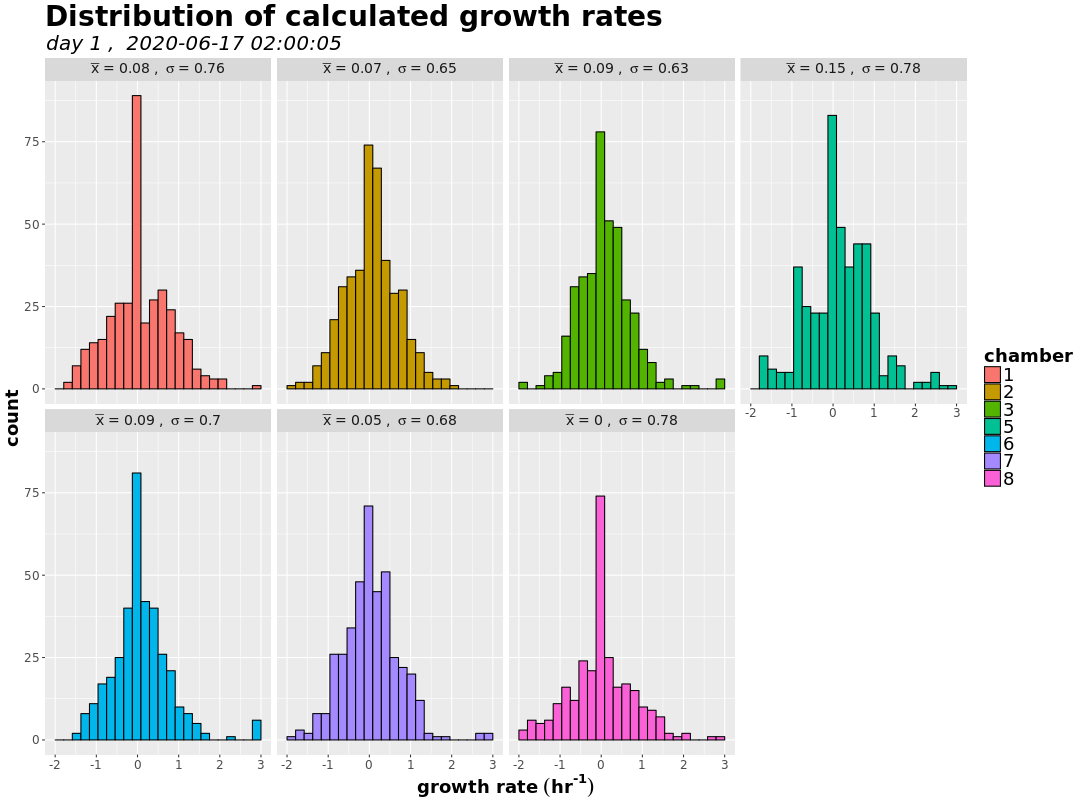 Distribution of calculated growth rates
day 1 ,  2020-06-17 02:00:05
x̅ = 0.08 ,  σ = 0.76
x̅ = 0.07 ,  σ = 0.65
x̅ = 0.09 ,  σ = 0.63
x̅ = 0.15 ,  σ = 0.78
75
50
25
0
-2 -1 0 1 2 3
x̅ = 0.09 ,  σ = 0.7
x̅ = 0.05 ,  σ = 0.68
x̅ = 0 ,  σ = 0.78
75
50
25
0
-2 -1 0 1 2 3
-2 -1 0 1 2 3
-2 -1 0 1 2 3
count
growth rate (hr⁻¹)
chamber
1
2
3
5
6
7
8